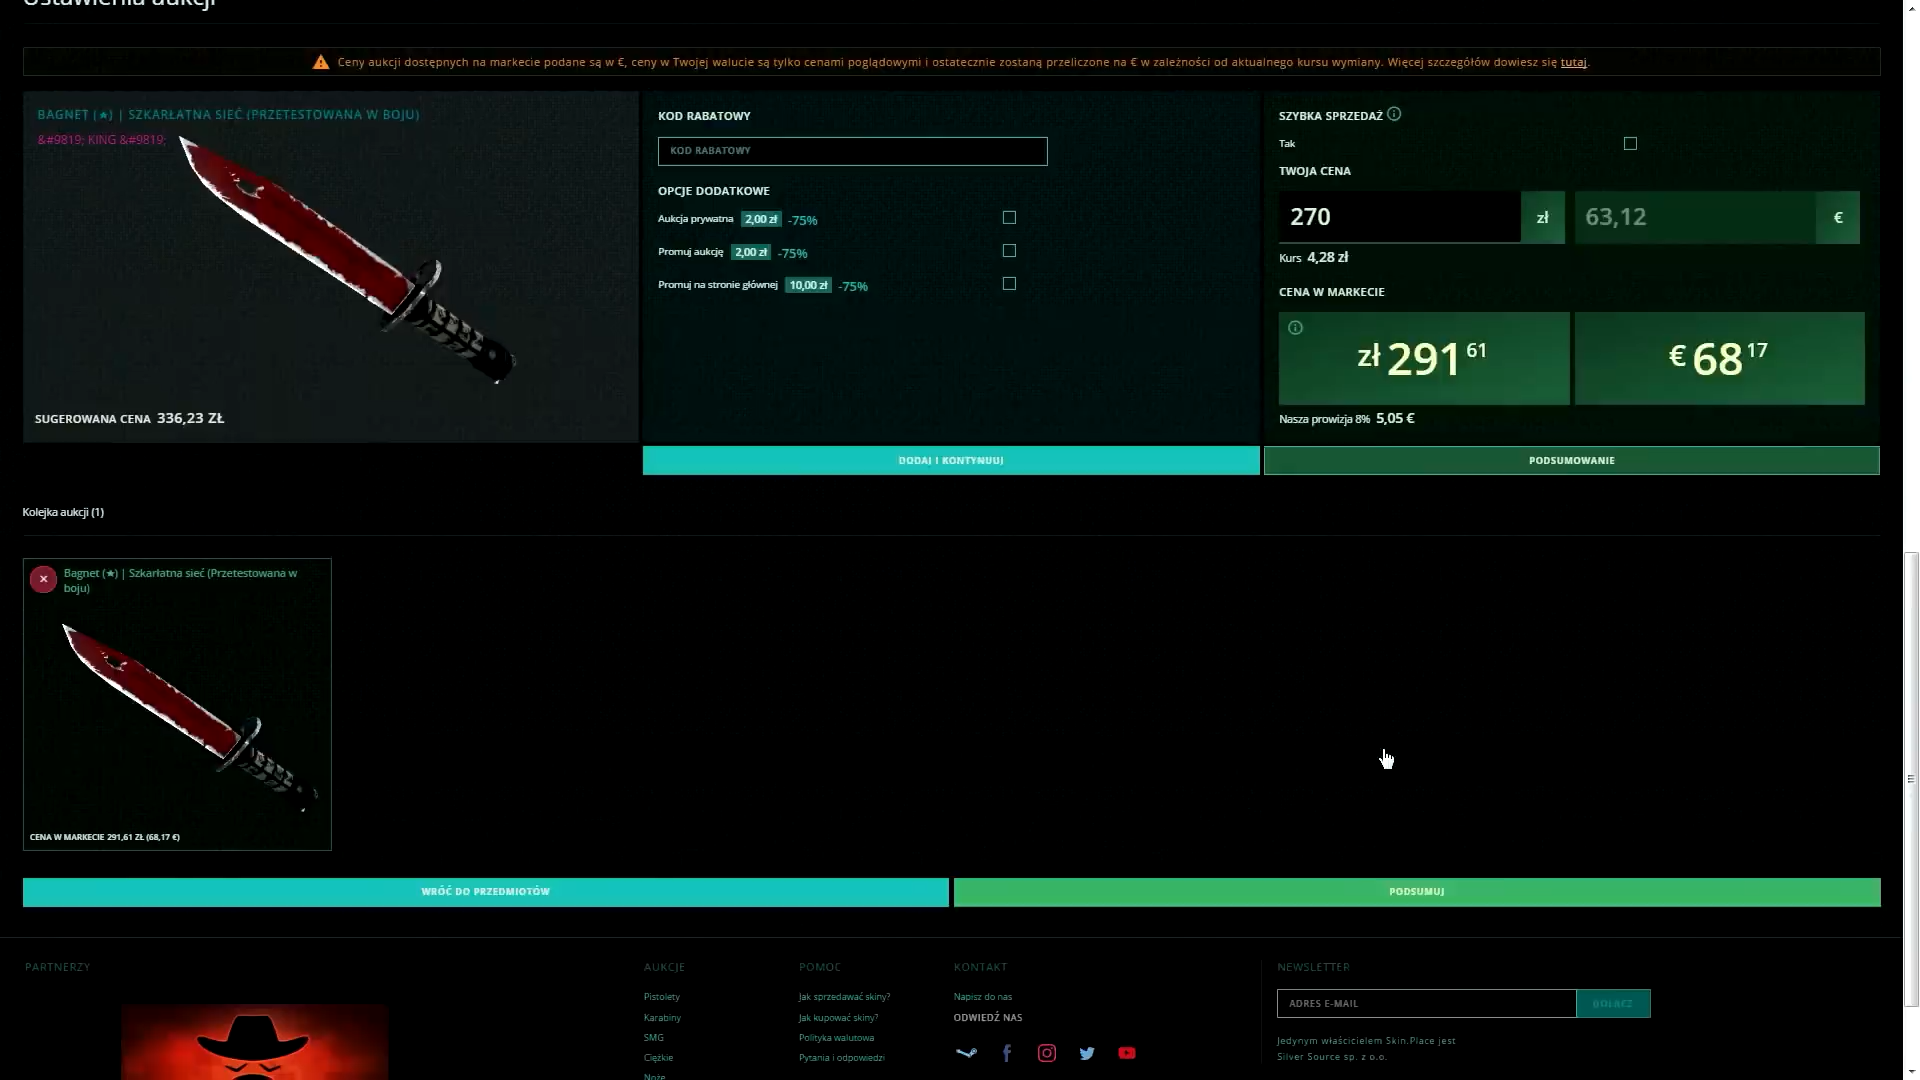 Ustawienia aukcji
Ceny aukcji dostępnych na markecie podane są w €, ceny w Twojej walucie są tylko cenami poglądowymi i ostatecznie zostaną przeliczone na € w zależności od aktualnego kursu wymiany. Więcej szczegółów dowiesz się tutaj.
BAGNET (★) | SZKARŁATNA SIEĆ (PRZETESTOWANA W BOJU)
&#9819; KING &#9819;
SUGEROWANA CENA 336,23 ZŁ
KOD RABATOWY
KOD RABATOWY
OPCJE DODATKOWE
Aukcja prywatna 2,00 zł -75%
Promuj aukcję 2,00 zł -75%
Promuj na stronie głównej 10,00 zł -75%
DODAJ I KONTYNUUJ
SZYBKA SPRZEDAŻ
Tak
TWOJA CENA
270 zł 63,12 €
Kurs 4,28 zł
CENA W MARKECIE
zł 291 61 € 68 17
Nasza prowizja 8% 5,05 €
PODSUMOWANIE
Kolejka aukcji (1)
Bagnet (★) | Szkarłatna sieć (Przetestowana w
boju)
CENA W MARKECIE 291,61 ZŁ (68,17 €)
WRÓĆ DO PRZEDMIOTÓW
PODSUMUJ
PARTNERZY
AUKCJE
Pistolety
Karabiny
SMG
Ciężkie
Noże
POMOC
Jak sprzedawać skiny?
Jak kupować skiny?
Polityka walutowa
Pytania i odpowiedzi
KONTAKT
Napisz do nas
ODWIEDŹ NAS
NEWSLETTER
ADRES E-MAIL
DOŁĄCZ
Jedynym właścicielem Skin.Place jest
Silver Source sp. z o.o.